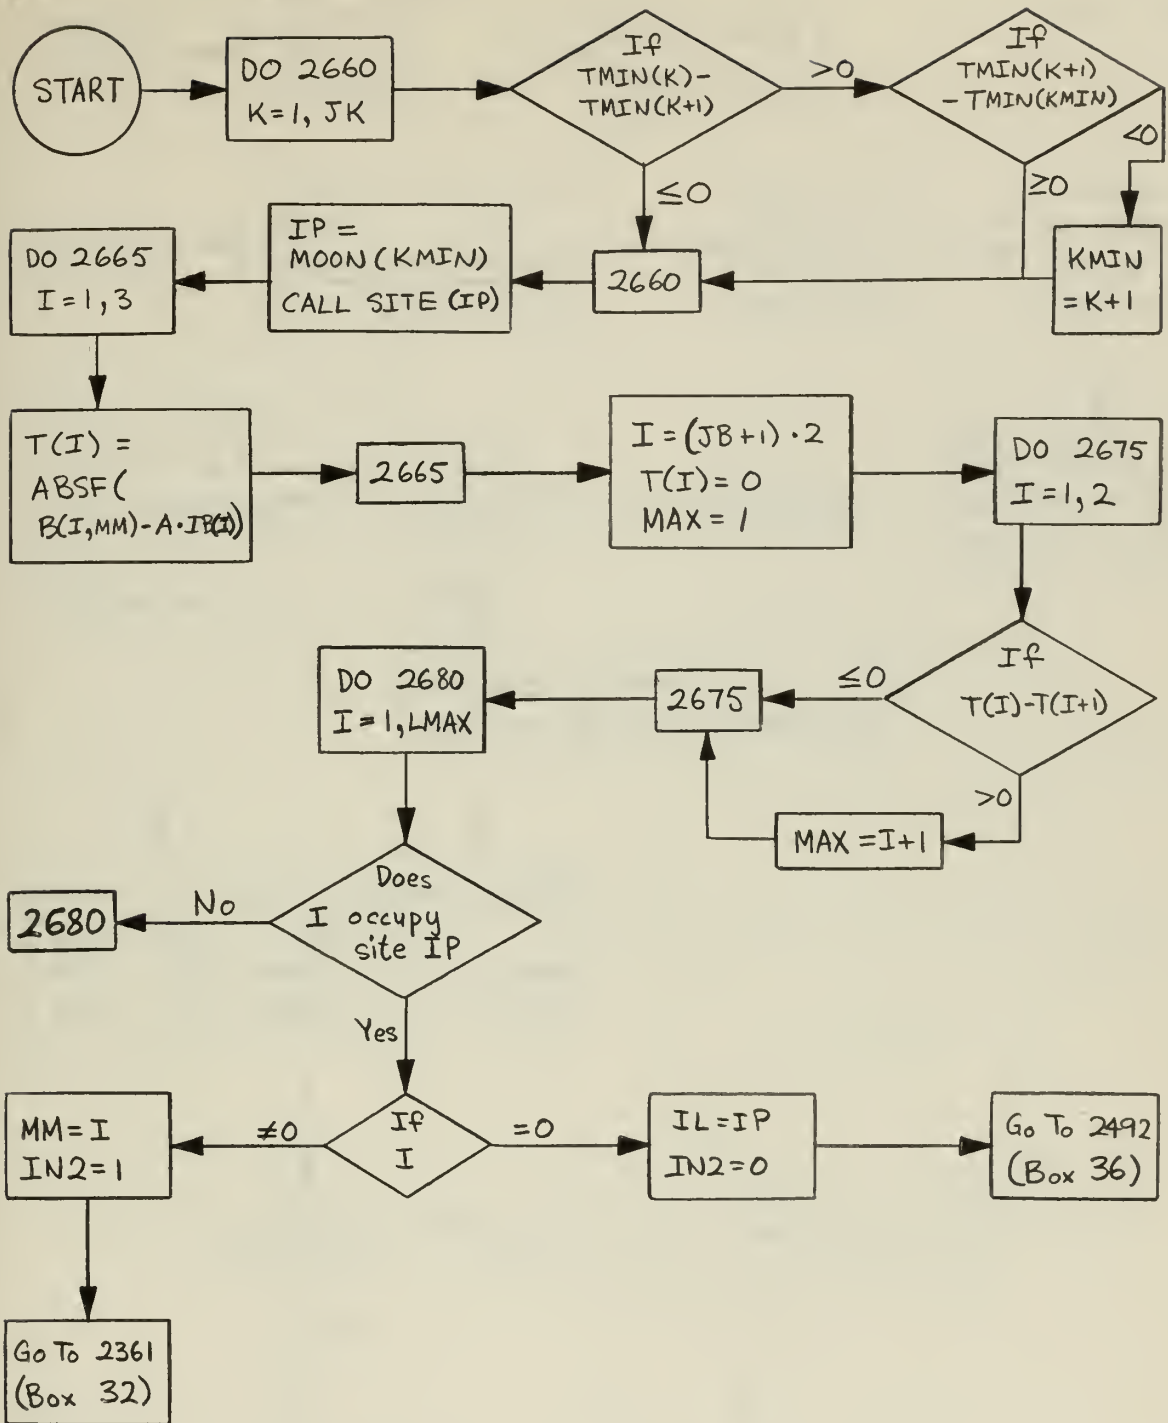 START
DO 2660
K=1, JK
If
TMIN(K)-
TMIN(K+1)
>0
If
TMIN(K+1)
-TMIN(KMIN)
<0
≥0
≤0
KMIN
=K+1
2660
IP =
MOON(KMIN)
CALL SITE(IP)
DO 2665
I=1,3
T(I) =
ABSF(
B(I,MM)-A·IB(I))
2665
I=(JB+1)·2
T(I)=0
MAX=1
DO 2675
I=1,2
If
T(I)-T(I+1)
≤0
>0
MAX=I+1
2675
DO 2680
I=1,LMAX
Does
I occupy
site IP
No
2680
Yes
If
I
≠0
MM=I
IN2=1
=0
IL=IP
IN2=0
Go To 2492
(Box 36)
Go To 2361
(Box 32)